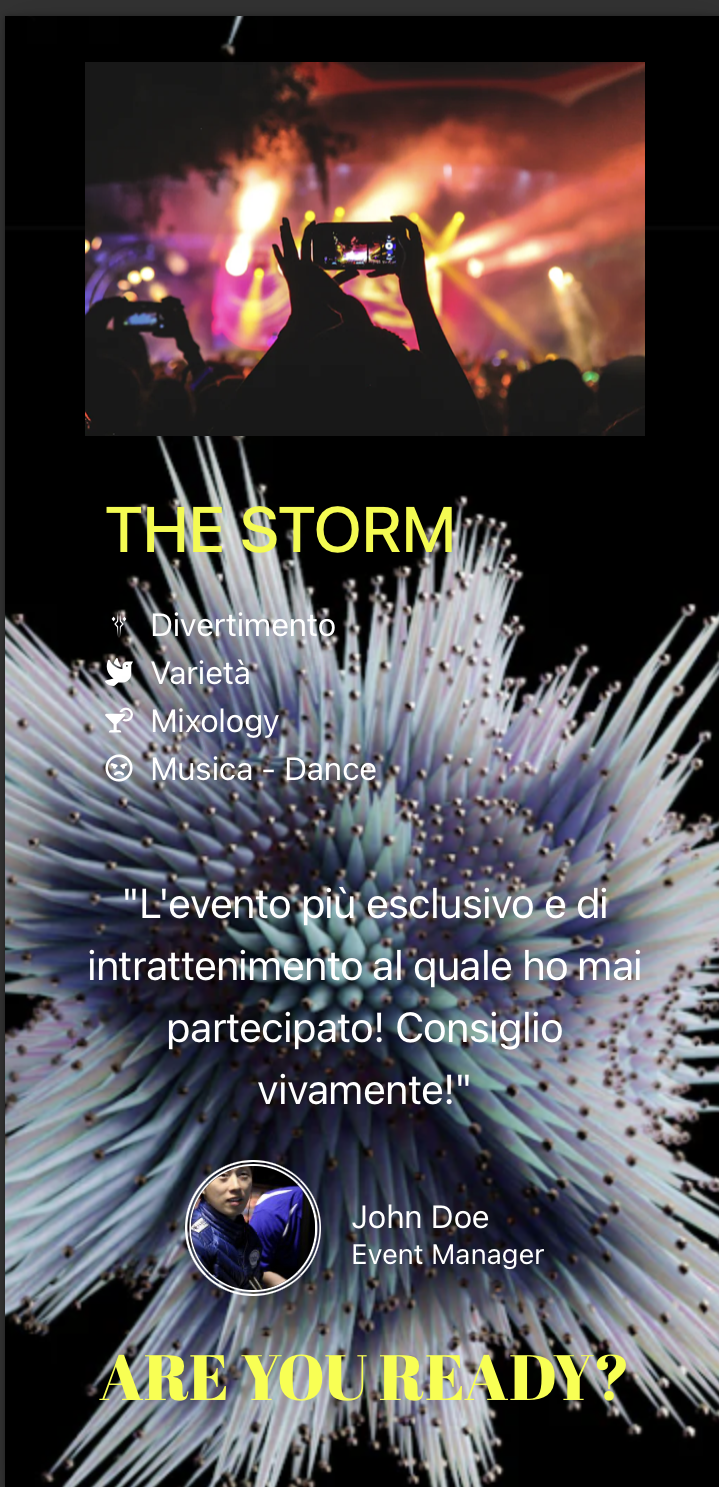 THE STORM
Divertimento
Varietà
Mixology
Musica - Dance
"L'evento più esclusivo e di
intrattenimento al quale ho mai
partecipato! Consiglio
vivamente!"
John Doe
Event Manager
ARE YOU READY?